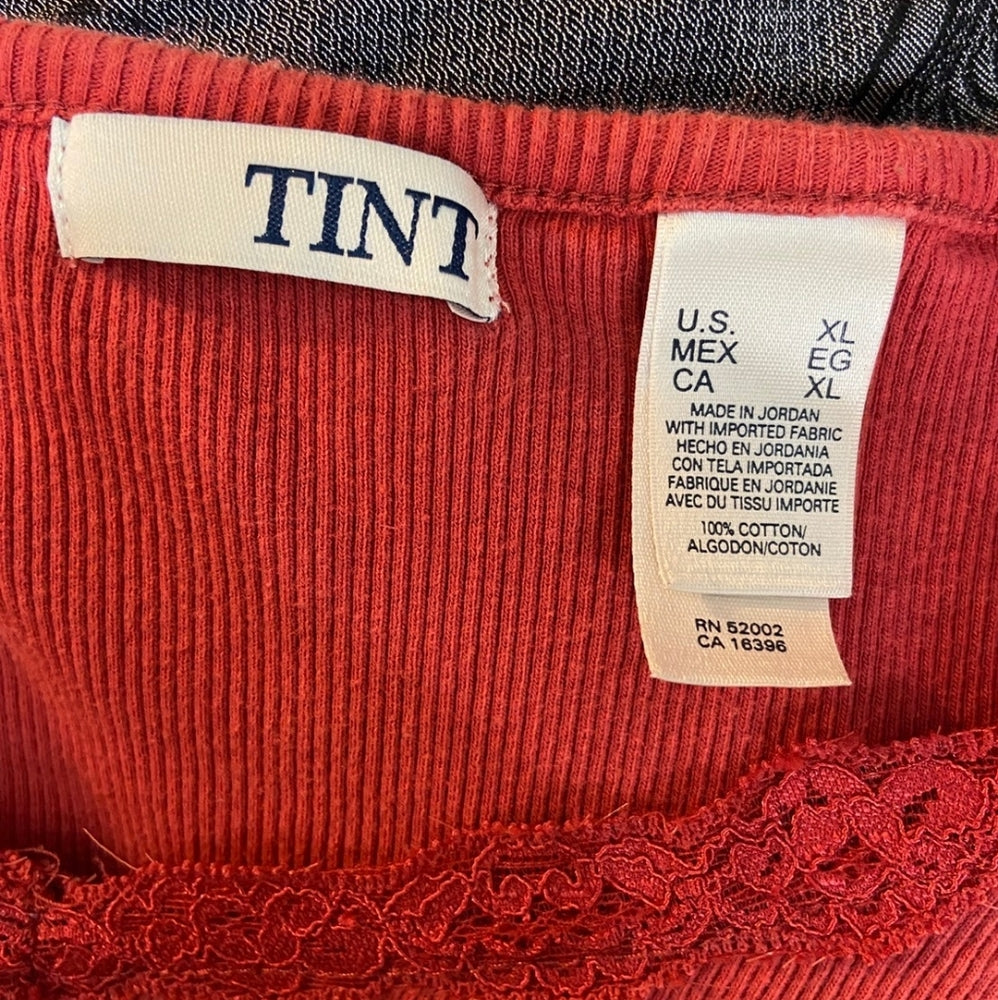 TINT
U.S. XL
MEX EG
CA XL
MADE IN JORDAN
WITH IMPORTED FABRIC
HECHO EN JORDANIA
CON TELA IMPORTADA
FABRIQUE EN JORDANIE
AVEC DU TISSU IMPORTE
100% COTTON/
ALGODON/COTON
RN 52002
CA 16396